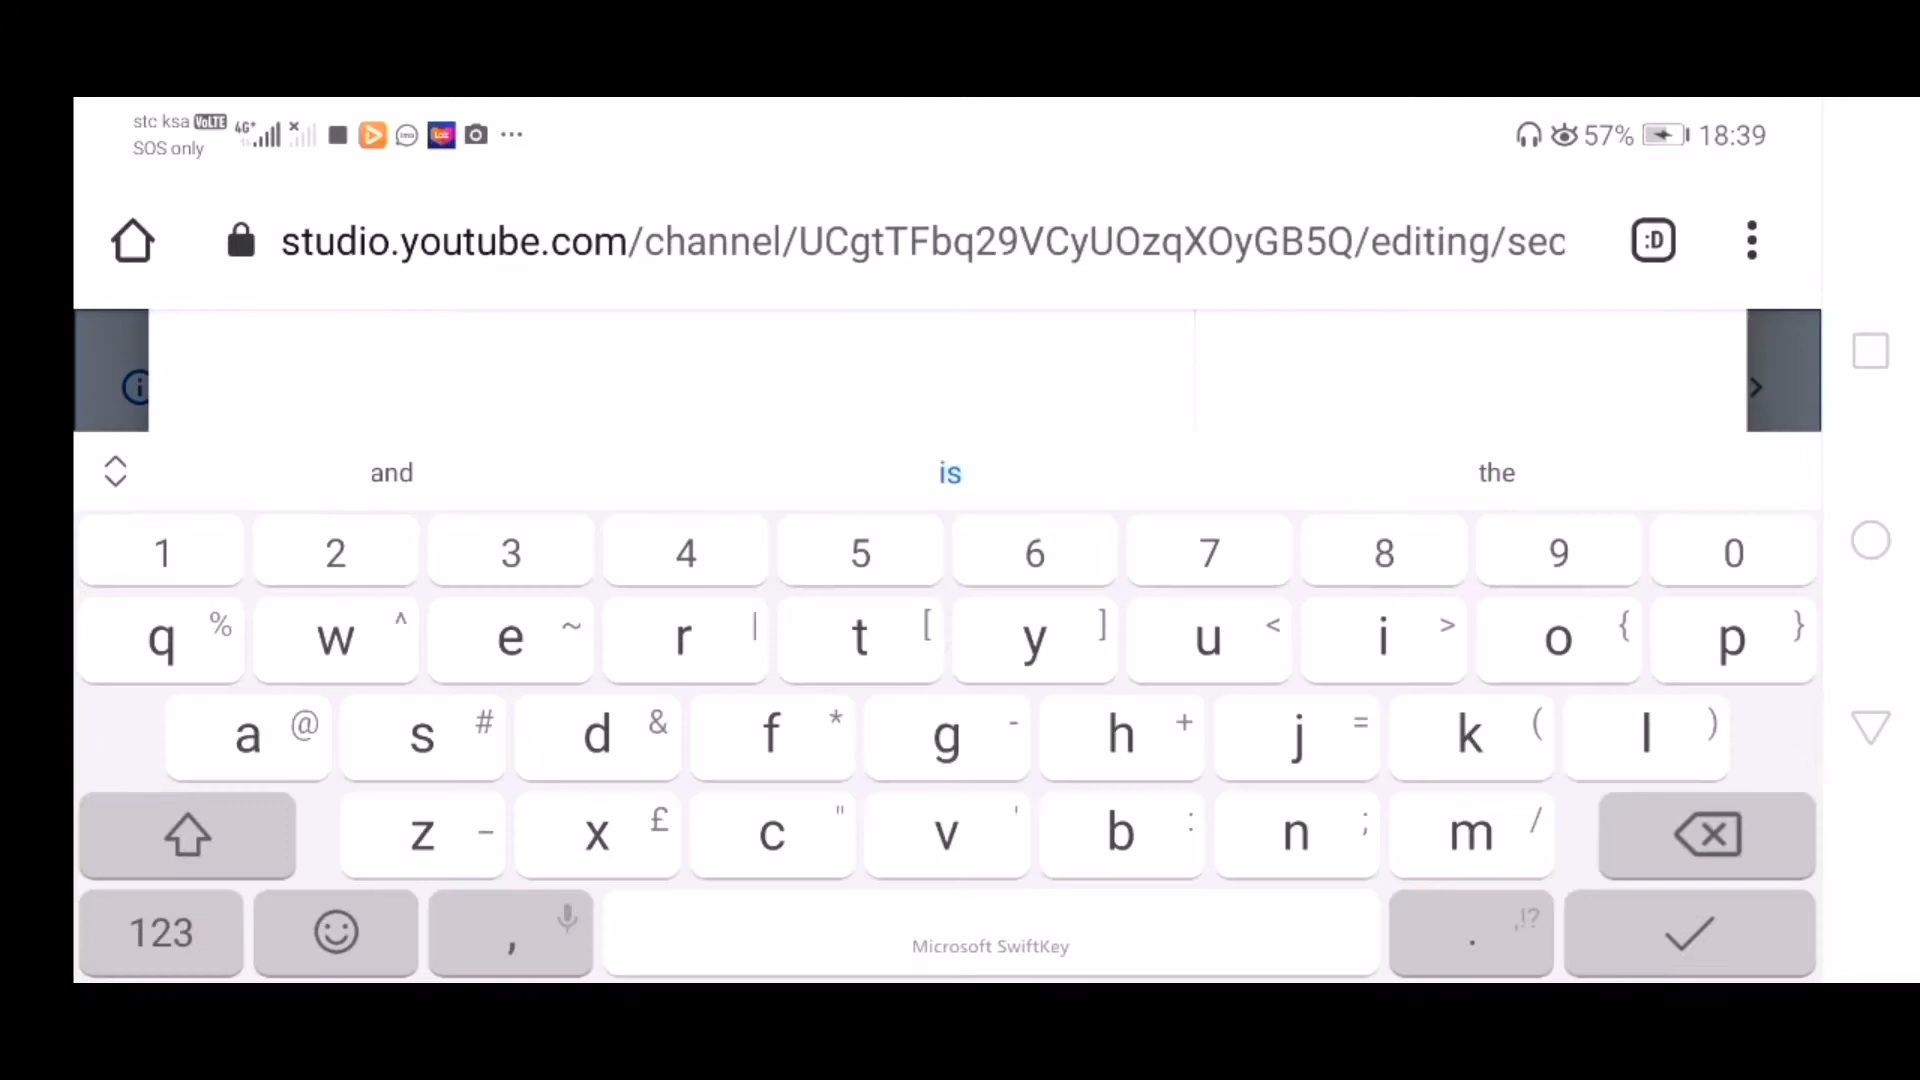 stc ksa VoLTE 4G+
SOS only
57% 18:39
studio.youtube.com/channel/UCgtTFbq29VCyUOzqXOyGB5Q/editing/sec
:D
and is the
1 2 3 4 5 6 7 8 9 0
q % w ^ e ~ r | t [ y ] u < i > o { p }
a @ s # d & f * g - h + j = k ( l )
z _ x £ c " v ' b : n ; m /
123 , Microsoft SwiftKey . ,!?